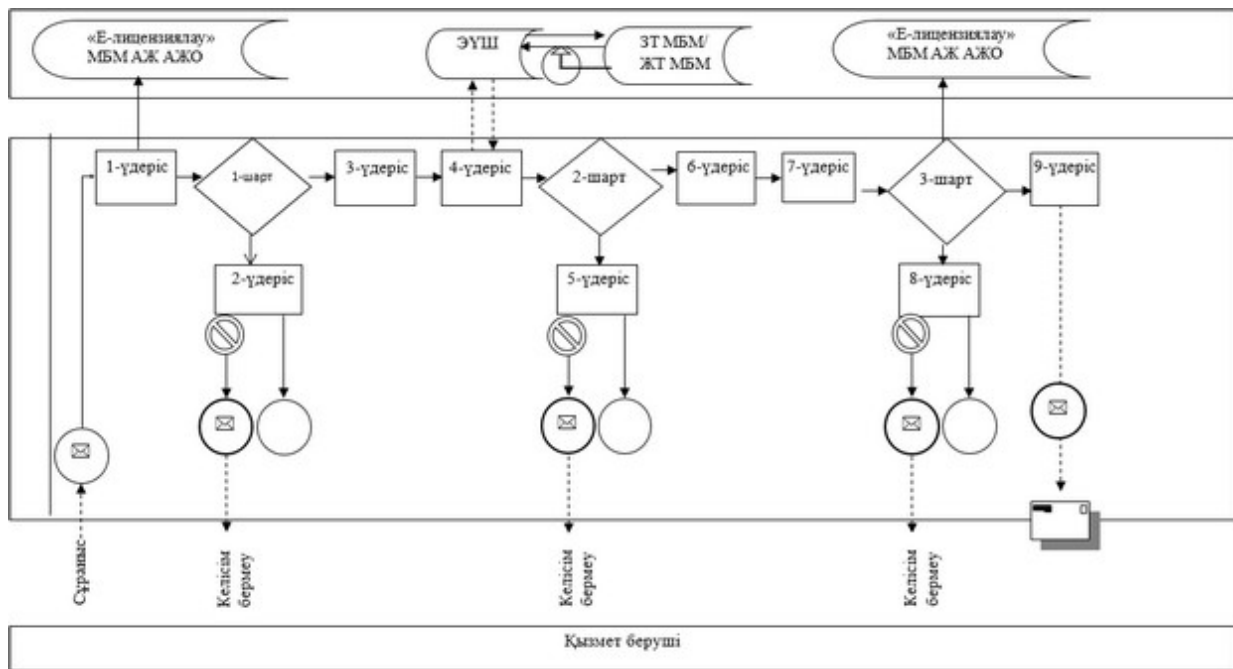 «Е-лицензиялау»
МБМ АЖ АЖО
ЭҮШ
ЗТ МБМ/
ЖТ МБМ
«Е-лицензиялау»
МБМ АЖ АЖО
1-үдеріс
1-шарт
3-үдеріс
4-үдеріс
2-шарт
6-үдеріс
7-үдеріс
3-шарт
9-үдеріс
2-үдеріс
5-үдеріс
8-үдеріс
Сұраныс
Келісім
бермеу
Келісім
бермеу
Келісім
бермеу
Қызмет беруші